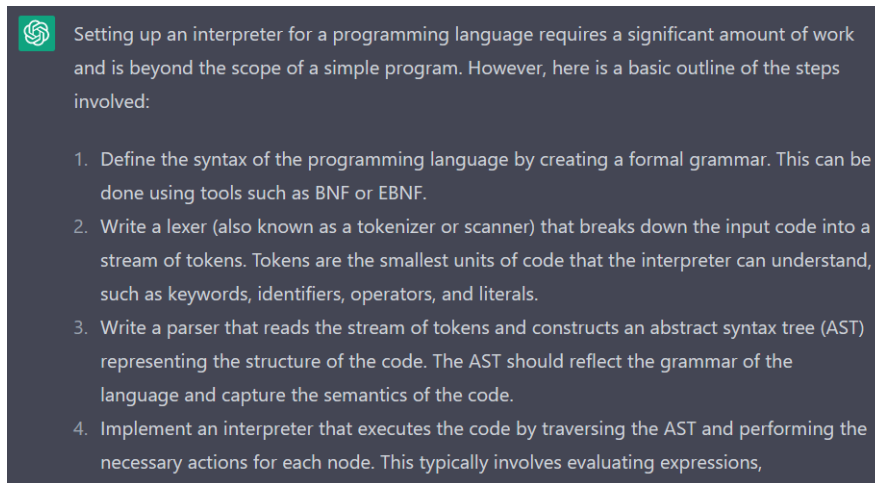 Setting up an interpreter for a programming language requires a significant amount of work
and is beyond the scope of a simple program. However, here is a basic outline of the steps
involved:
1. Define the syntax of the programming language by creating a formal grammar. This can be
done using tools such as BNF or EBNF.
2. Write a lexer (also known as a tokenizer or scanner) that breaks down the input code into a
stream of tokens. Tokens are the smallest units of code that the interpreter can understand,
such as keywords, identifiers, operators, and literals.
3. Write a parser that reads the stream of tokens and constructs an abstract syntax tree (AST)
representing the structure of the code. The AST should reflect the grammar of the
language and capture the semantics of the code.
4. Implement an interpreter that executes the code by traversing the AST and performing the
necessary actions for each node. This typically involves evaluating expressions,